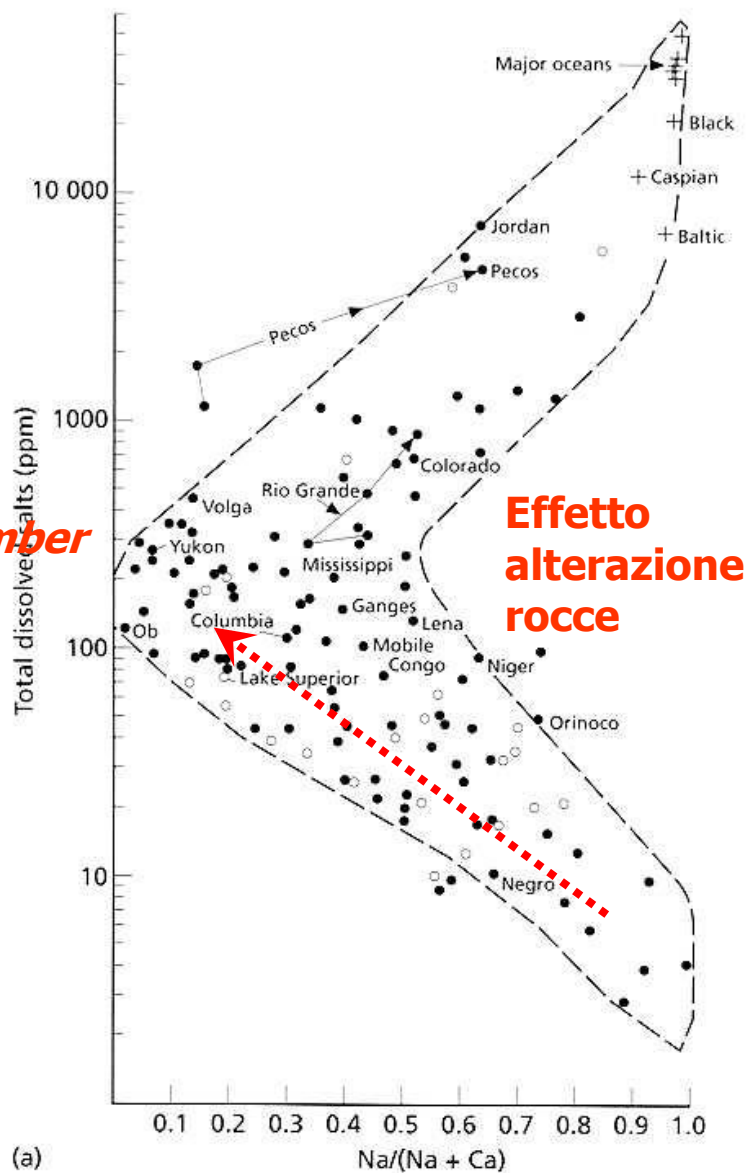 Major oceans
Black
10 000
Caspian
Jordan
Baltic
Pecos
Pecos
1000
Colorado
Rio Grande
Volga
Effetto
alterazione
rocce
mber
Yukon
Mississippi
Total dissolved salts (ppm)
Ganges
Columbia
Lena
Ob
100
Mobile
Niger
Congo
Lake Superior
Orinoco
10
Negro
0.1 0.2 0.3 0.4 0.5 0.6 0.7 0.8 0.9 1.0
(a) Na/(Na + Ca)